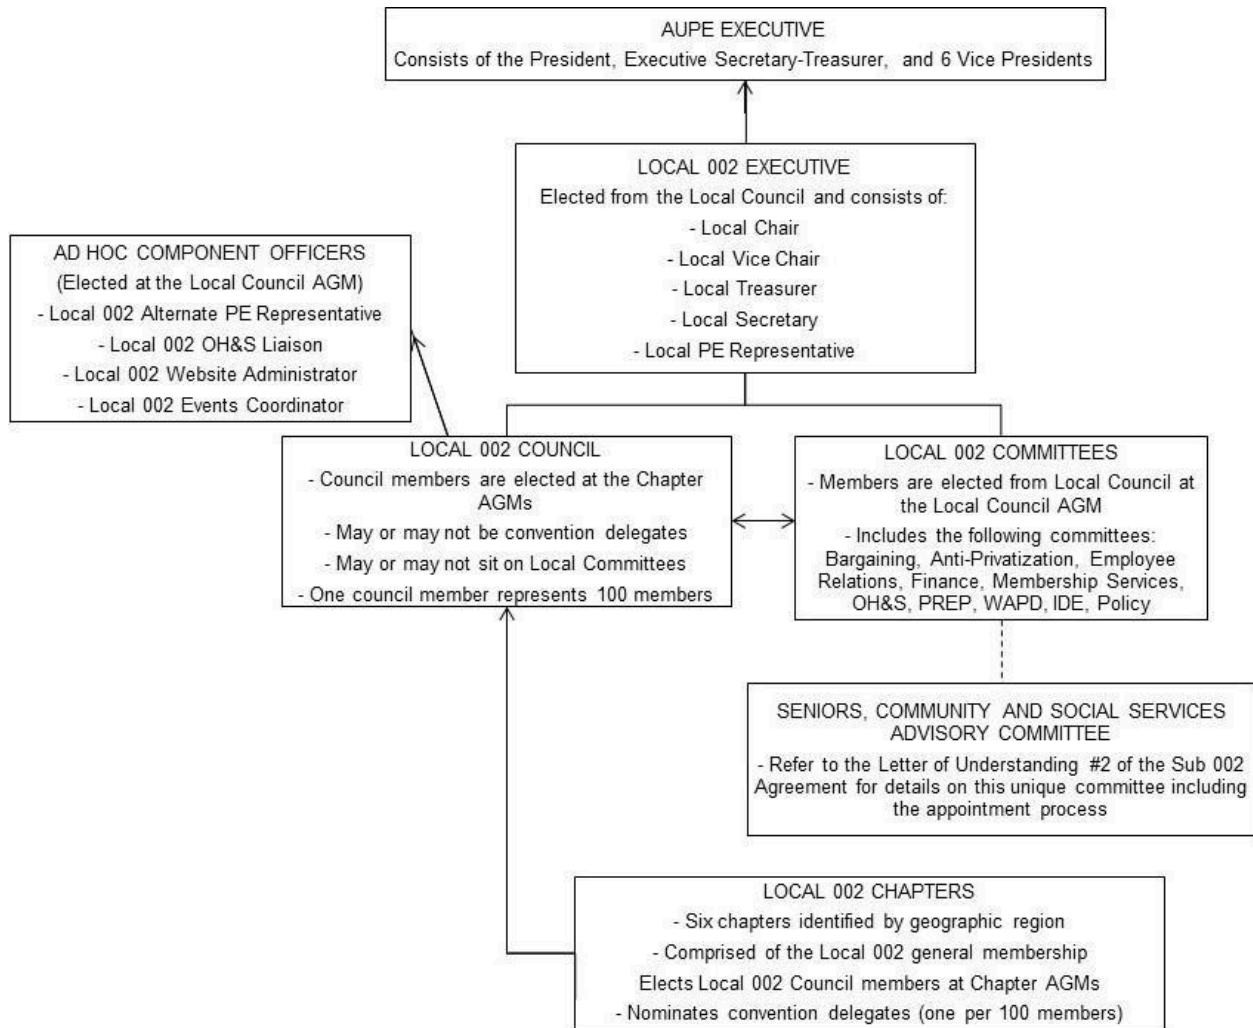 AUPE EXECUTIVE
Consists of the President, Executive Secretary-Treasurer, and 6 Vice Presidents
LOCAL 002 EXECUTIVE
Elected from the Local Council and consists of:
- Local Chair
- Local Vice Chair
- Local Treasurer
- Local Secretary
- Local PE Representative
AD HOC COMPONENT OFFICERS
(Elected at the Local Council AGM)
- Local 002 Alternate PE Representative
- Local 002 OH&S Liaison
- Local 002 Website Administrator
- Local 002 Events Coordinator
LOCAL 002 COUNCIL
- Council members are elected at the Chapter
AGMs
- May or may not be convention delegates
- May or may not sit on Local Committees
- One council member represents 100 members
LOCAL 002 COMMITTEES
- Members are elected from Local Council at
the Local Council AGM
- Includes the following committees:
Bargaining, Anti-Privatization, Employee
Relations, Finance, Membership Services,
OH&S, PREP, WAPD, IDE, Policy
SENIORS, COMMUNITY AND SOCIAL SERVICES
ADVISORY COMMITTEE
- Refer to the Letter of Understanding #2 of the Sub 002
Agreement for details on this unique committee including
the appointment process
LOCAL 002 CHAPTERS
- Six chapters identified by geographic region
- Comprised of the Local 002 general membership
Elects Local 002 Council members at Chapter AGMs
- Nominates convention delegates (one per 100 members)